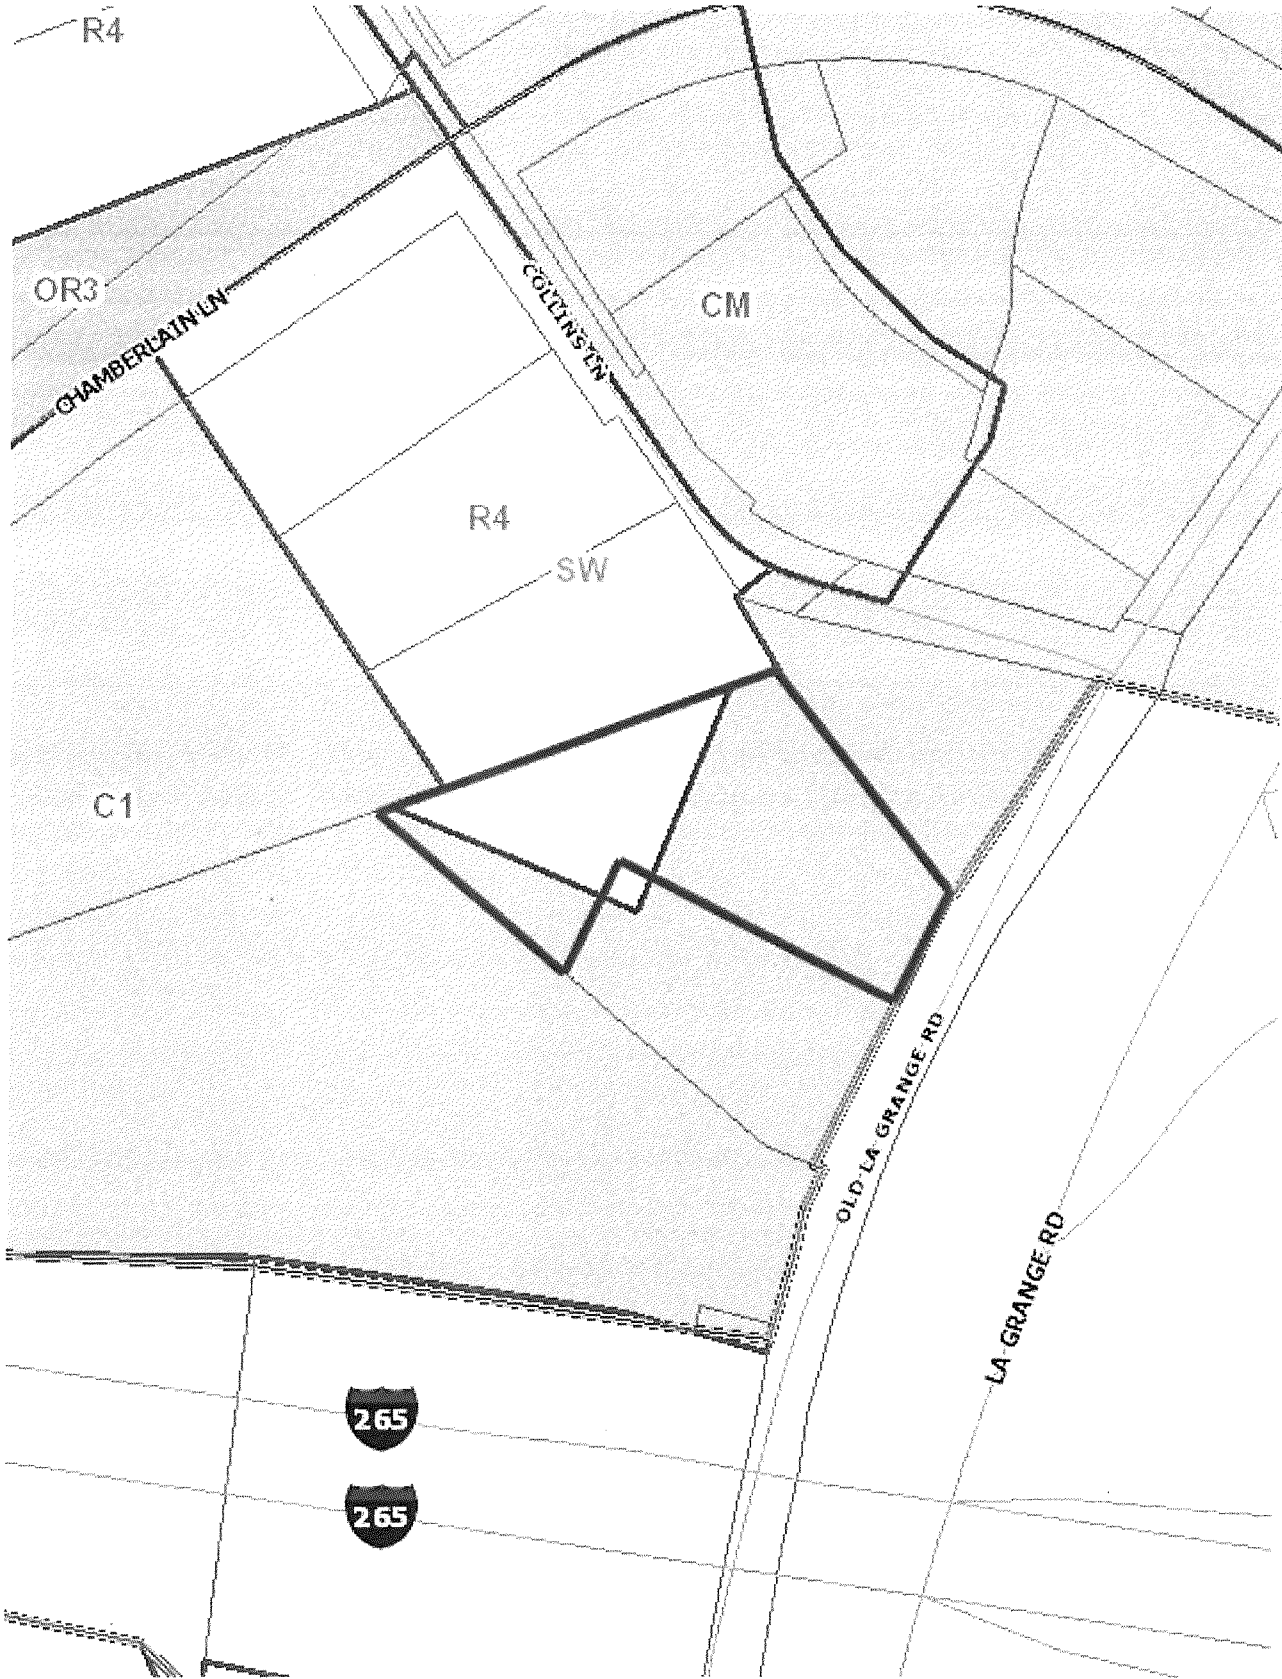 R4
OR3
CHAMBERLAIN LN
COLLINS LN
CM
R4
SW
C1
OLD LA GRANGE RD
LA GRANGE RD
265
265